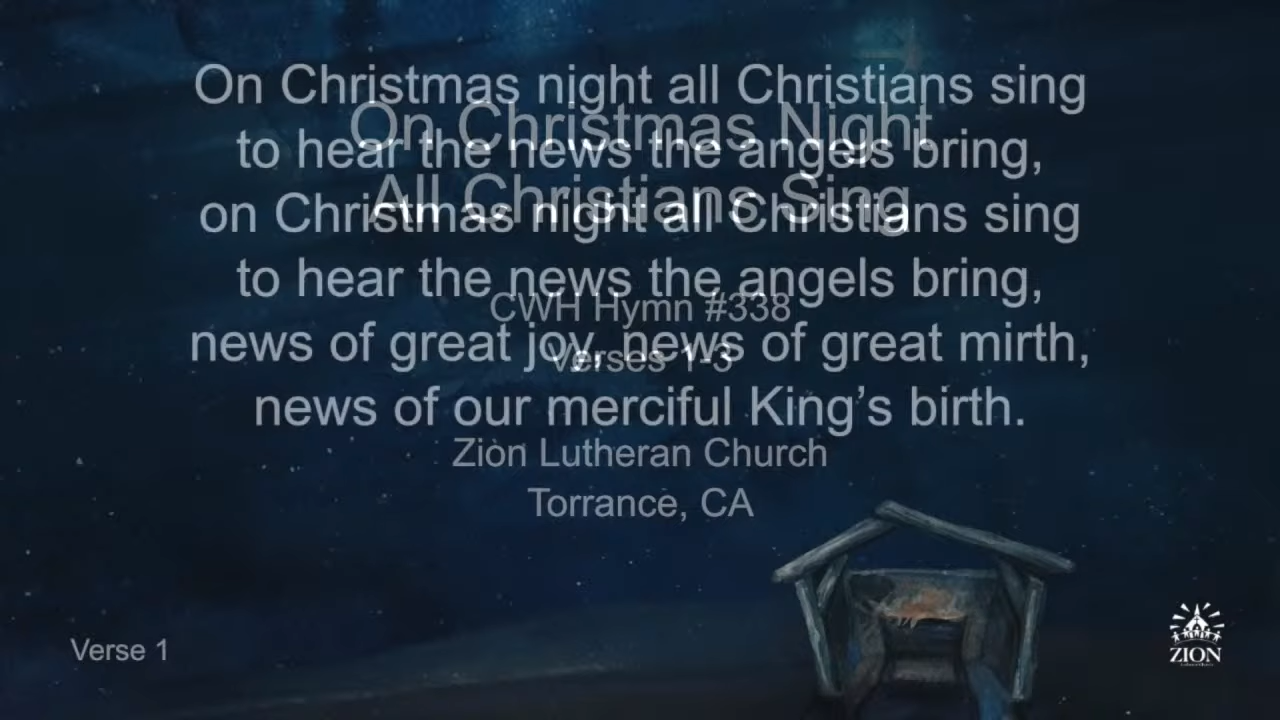 On Christmas night all Christians sing
On Christmas Night
to hear the news the angels bring,
All Christians Sing
on Christmas night all Christians sing
to hear the news the angels bring,
CWH Hymn #338
news of great joy, news of great mirth,
Verses 1-3
news of our merciful King’s birth.
Zion Lutheran Church
Torrance, CA
Verse 1
ZION